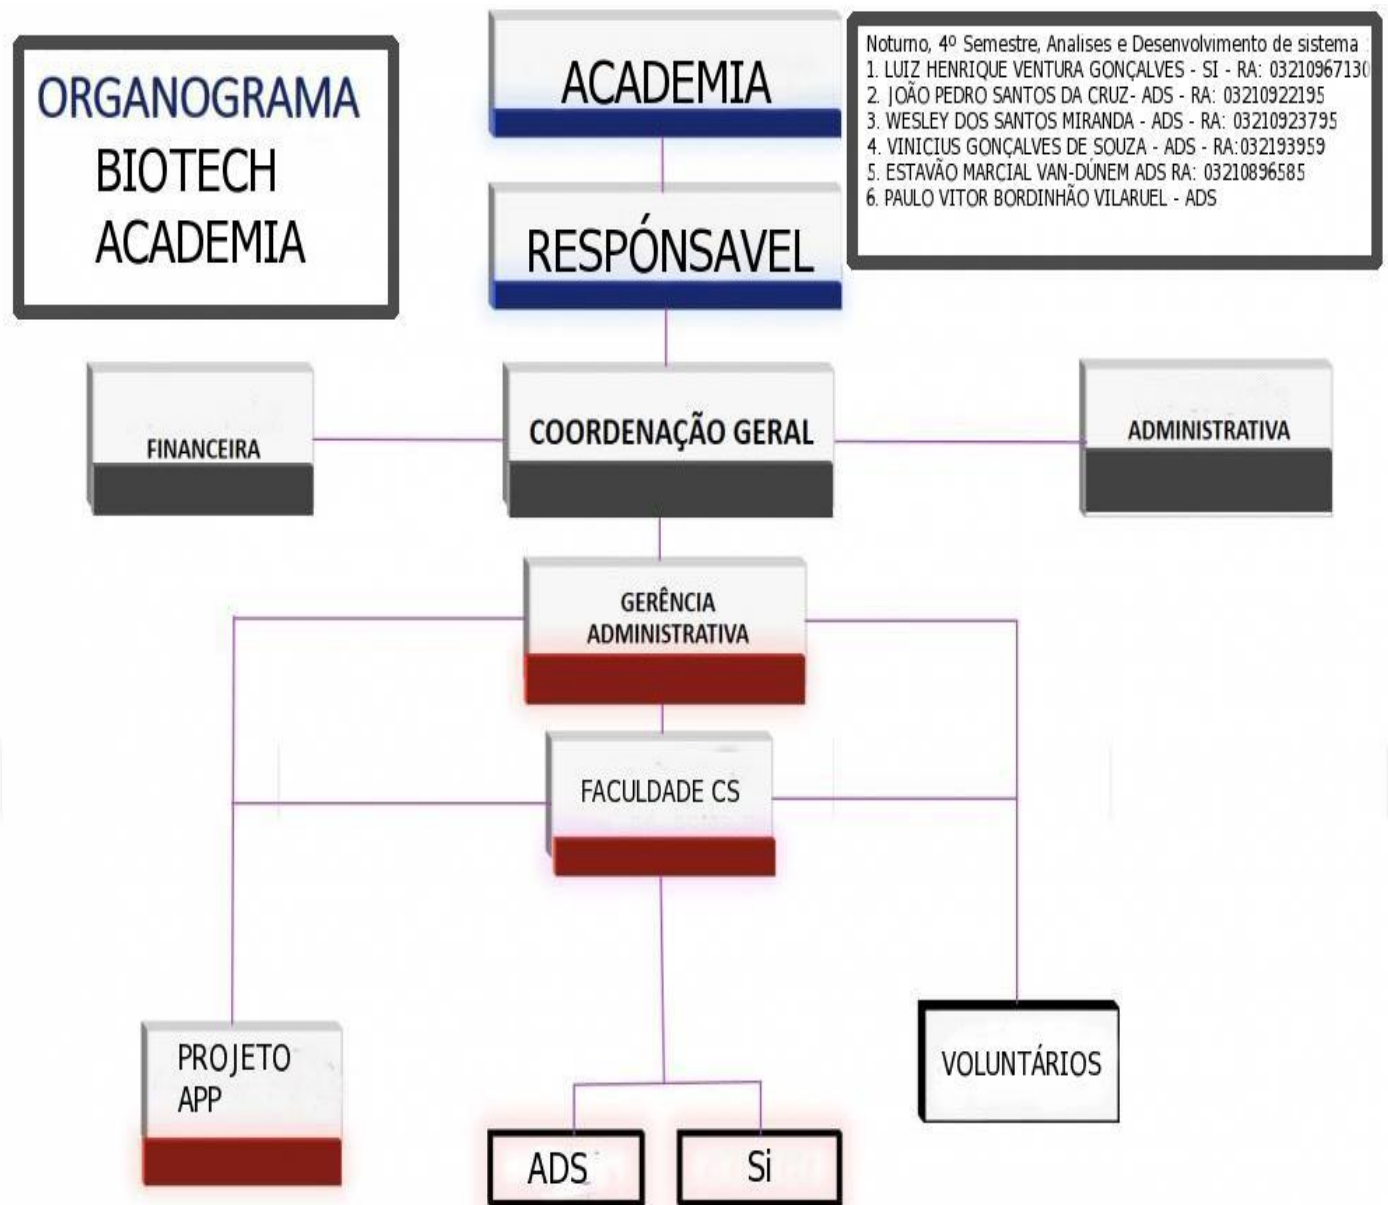 ORGANOGRAMA
BIOTECH
ACADEMIA
ACADEMIA
Noturno, 4º Semestre, Analises e Desenvolvimento de sistema :
1. LUIZ HENRIQUE VENTURA GONÇALVES - SI - RA: 03210967130
2. JOÃO PEDRO SANTOS DA CRUZ- ADS - RA: 03210922195
3. WESLEY DOS SANTOS MIRANDA - ADS - RA: 03210923795
4. VINICIUS GONÇALVES DE SOUZA - ADS - RA:032193959
5. ESTAVÃO MARCIAL VAN-DÚNEM ADS RA: 03210896585
6. PAULO VITOR BORDINHÃO VILARUEL - ADS
RESPÓNSAVEL
FINANCEIRA
COORDENAÇÃO GERAL
ADMINISTRATIVA
GERÊNCIA
ADMINISTRATIVA
FACULDADE CS
PROJETO
APP
VOLUNTÁRIOS
ADS
Si